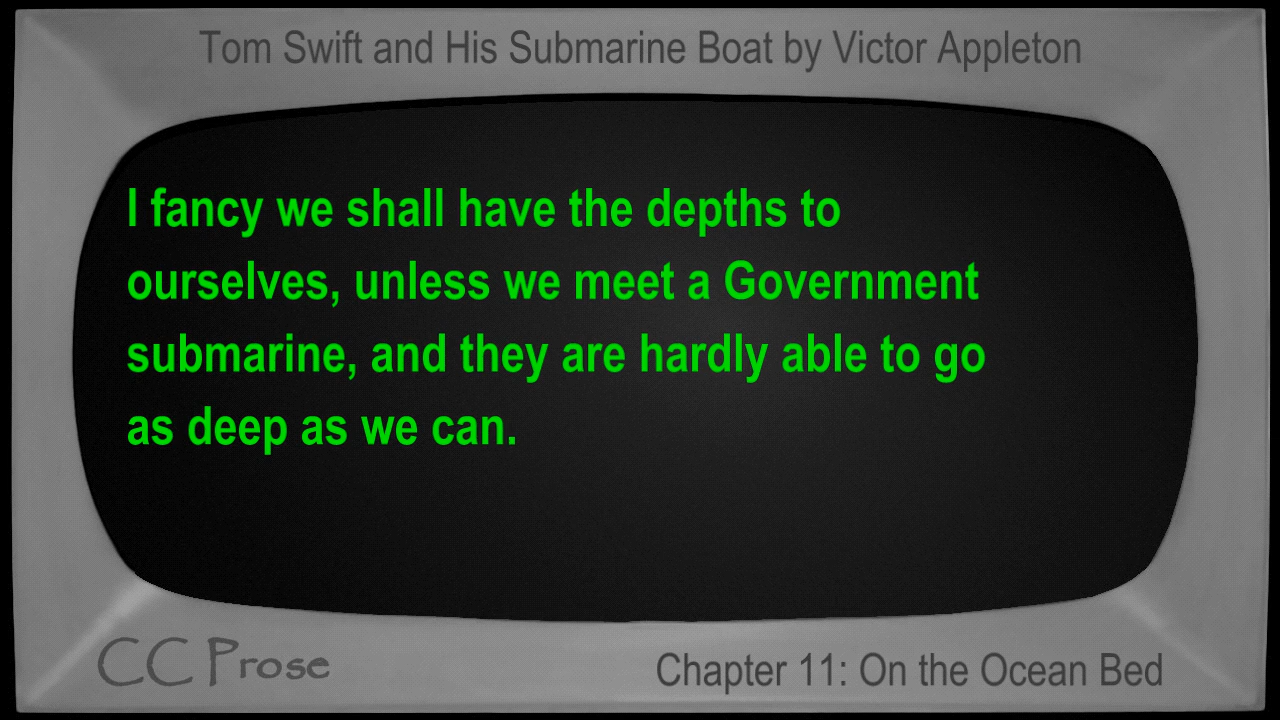 Tom Swift and His Submarine Boat by Victor Appleton
I fancy we shall have the depths to
ourselves, unless we meet a Government
submarine, and they are hardly able to go
as deep as we can.
CC Prose
Chapter 11: On the Ocean Bed